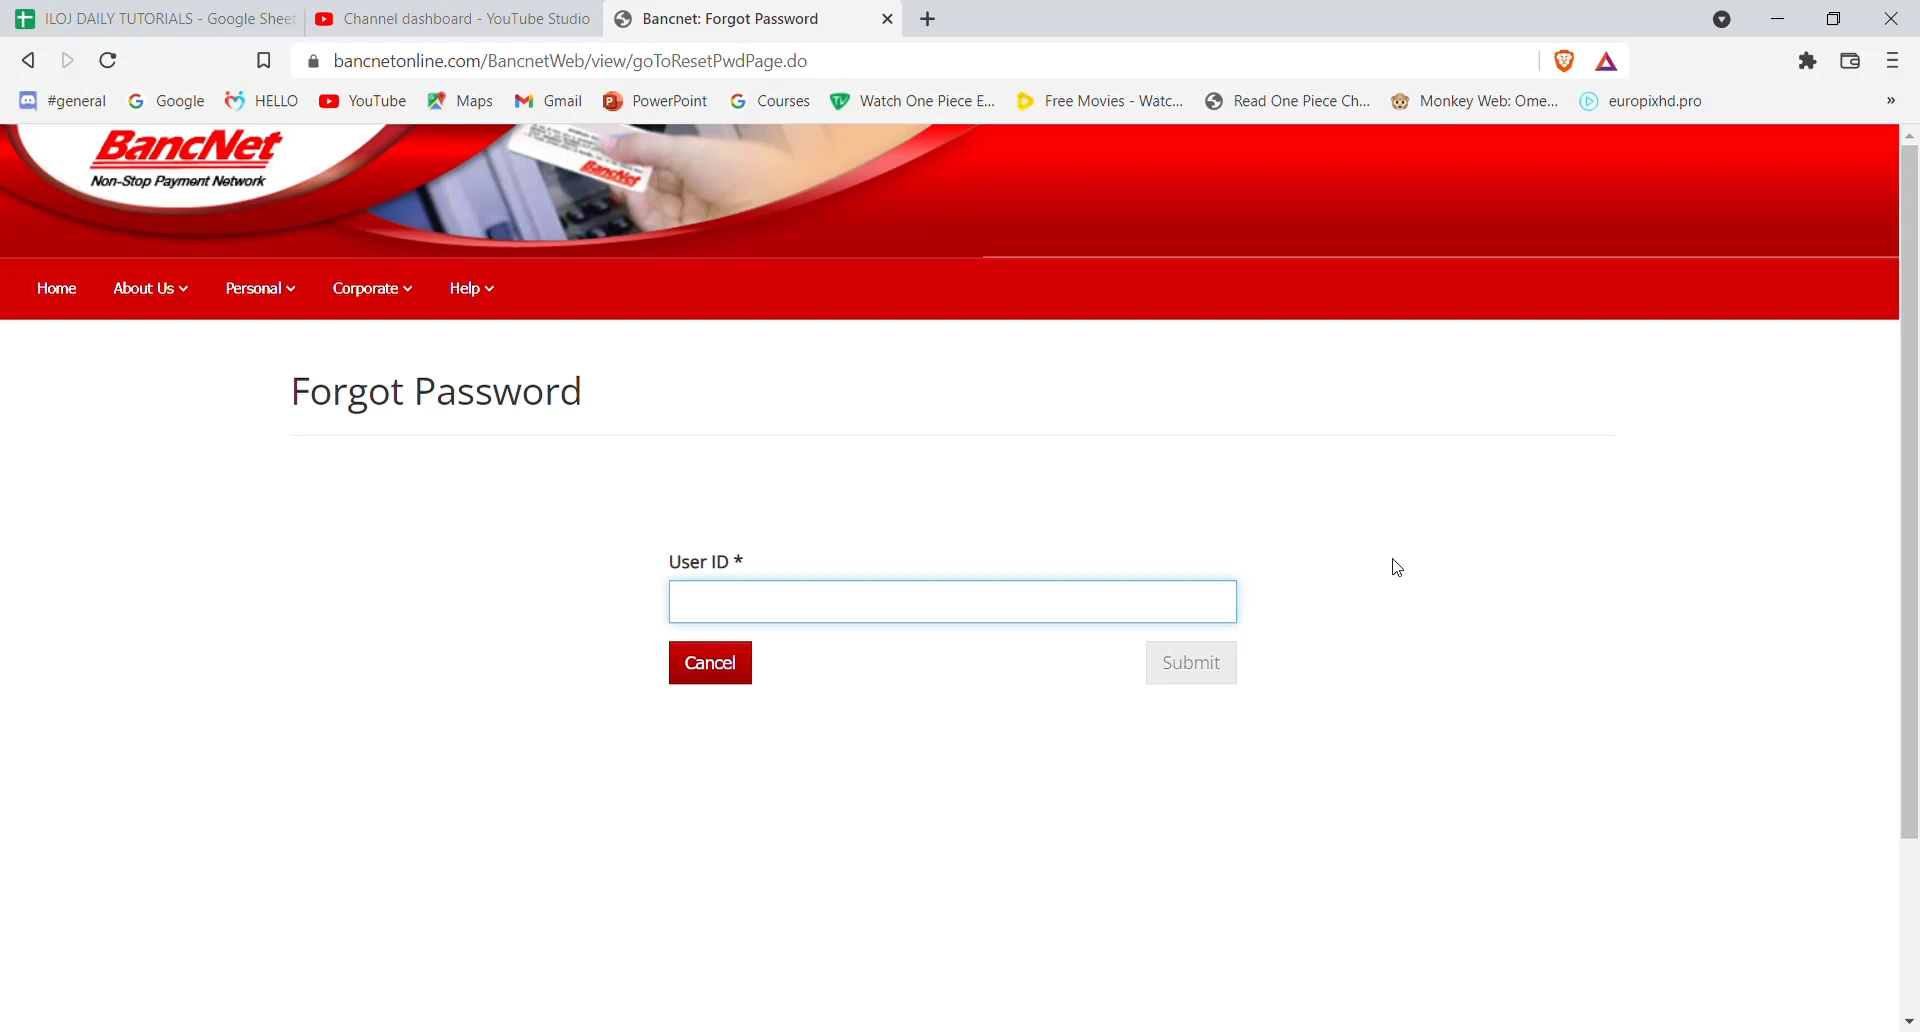 ILOJ DAILY TUTORIALS - Google Sheet
Channel dashboard - YouTube Studio
Bancnet: Forgot Password
bancnetonline.com/BancnetWeb/view/goToResetPwdPage.do
#general
Google
HELLO
YouTube
Maps
Gmail
PowerPoint
Courses
Watch One Piece E...
Free Movies - Watc...
Read One Piece Ch...
Monkey Web: Ome...
europixhd.pro
»
BancNet
Non-Stop Payment Network
BancNet
Home
About Us
Personal
Corporate
Help
Forgot Password
User ID *
Cancel
Submit